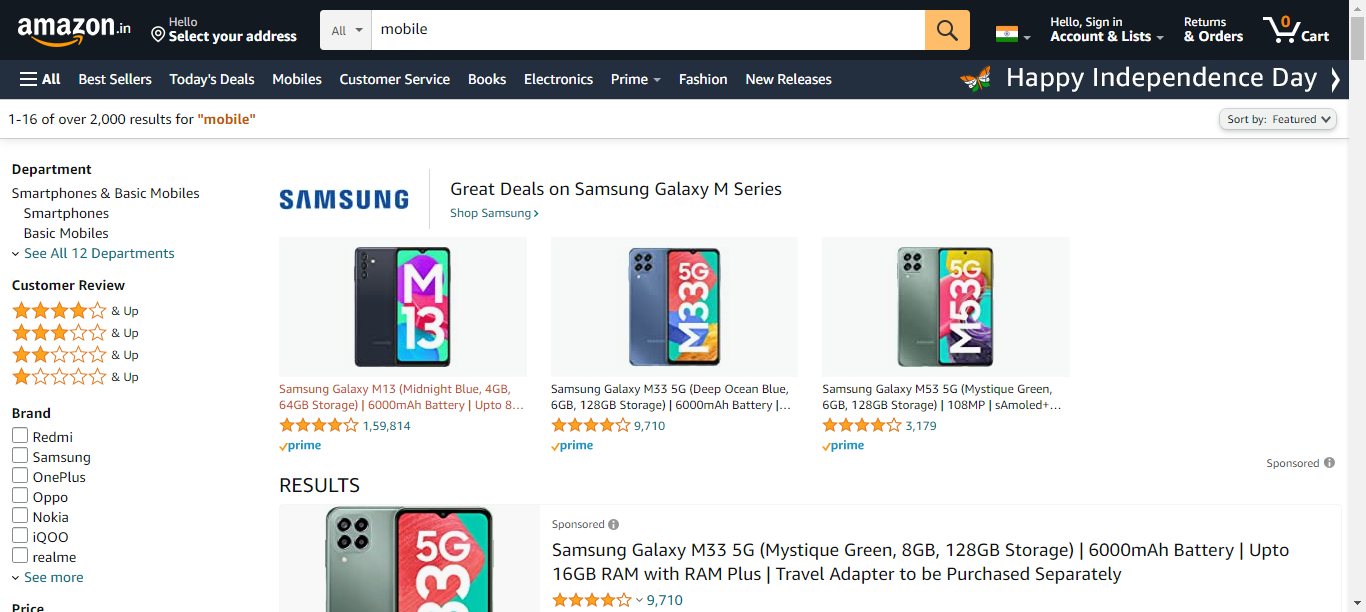 amazon.in
Hello
Select your address
All
mobile
Hello, Sign in
Account & Lists
Returns
& Orders
0
Cart
All
Best Sellers
Today's Deals
Mobiles
Customer Service
Books
Electronics
Prime
Fashion
New Releases
Happy Independence Day
1-16 of over 2,000 results for "mobile"
Sort by: Featured
Department
Smartphones & Basic Mobiles
Smartphones
Basic Mobiles
See All 12 Departments
Customer Review
& Up
& Up
& Up
& Up
Brand
Redmi
Samsung
OnePlus
Oppo
Nokia
iQOO
realme
See more
Price
SAMSUNG
Great Deals on Samsung Galaxy M Series
Shop Samsung
M
13
Samsung Galaxy M13 (Midnight Blue, 4GB,
64GB Storage) | 6000mAh Battery | Upto 8...
1,59,814
prime
M33 5G
Samsung Galaxy M33 5G (Deep Ocean Blue,
6GB, 128GB Storage) | 6000mAh Battery |...
9,710
prime
M53 5G
Samsung Galaxy M53 5G (Mystique Green,
6GB, 128GB Storage) | 108MP | sAmoled+...
3,179
prime
Sponsored
RESULTS
5G
33
Sponsored
Samsung Galaxy M33 5G (Mystique Green, 8GB, 128GB Storage) | 6000mAh Battery | Upto
16GB RAM with RAM Plus | Travel Adapter to be Purchased Separately
9,710